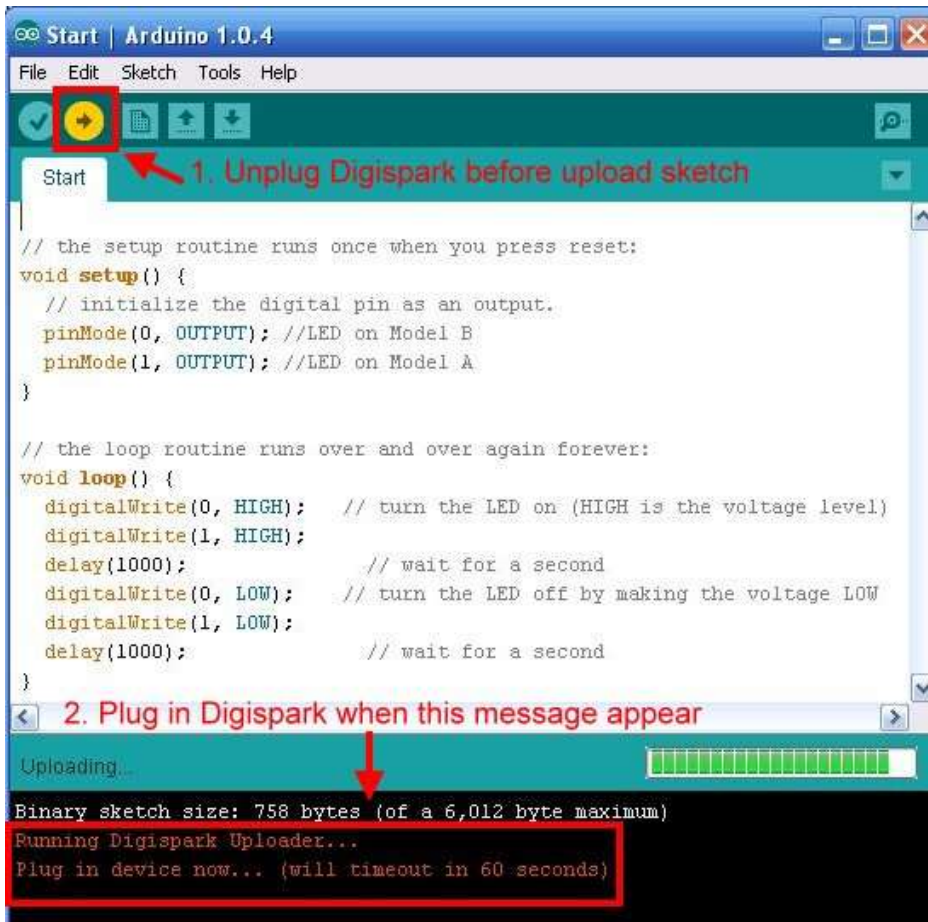 Start | Arduino 1.0.4
File Edit Sketch Tools Help
1. Unplug Digispark before upload sketch
Start
// the setup routine runs once when you press reset:
void setup() {
  // initialize the digital pin as an output.
  pinMode(0, OUTPUT); //LED on Model B
  pinMode(1, OUTPUT); //LED on Model A
}
// the loop routine runs over and over again forever:
void loop() {
  digitalWrite(0, HIGH);   // turn the LED on (HIGH is the voltage level)
  digitalWrite(1, HIGH);
  delay(1000);               // wait for a second
  digitalWrite(0, LOW);    // turn the LED off by making the voltage LOW
  digitalWrite(1, LOW);
  delay(1000);               // wait for a second
}
2. Plug in Digispark when this message appear
Uploading...
Binary sketch size: 758 bytes (of a 6,012 byte maximum)
Running Digispark Uploader...
Plug in device now... (will timeout in 60 seconds)